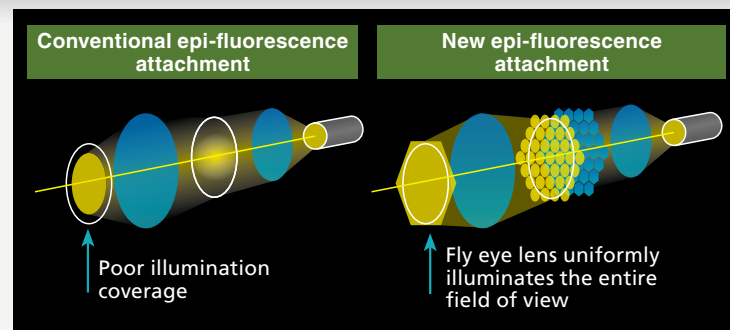 Conventional epi-fluorescence
attachment
New epi-fluorescence
attachment
Poor illumination
coverage
Fly eye lens uniformly
illuminates the entire
field of view